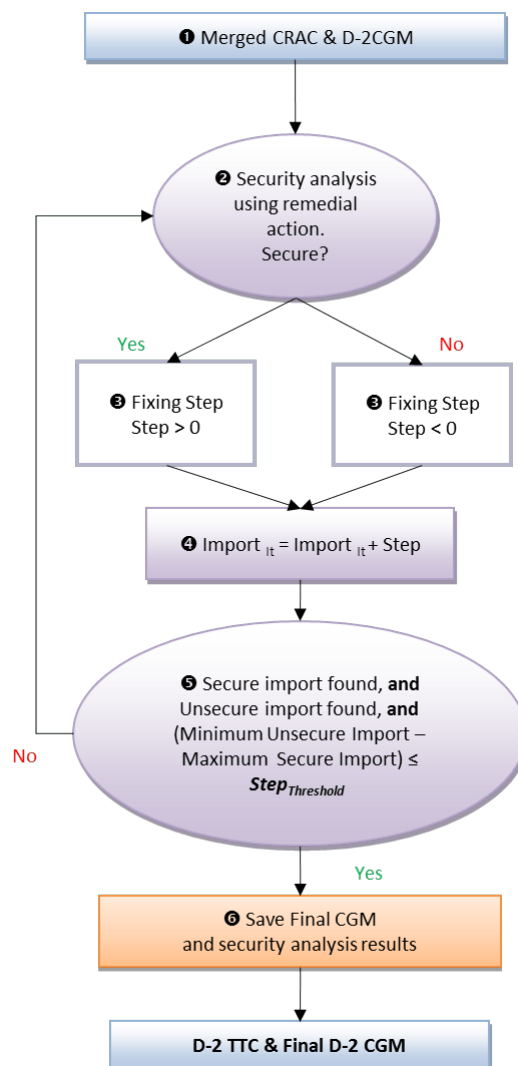 ❶ Merged CRAC & D-2CGM
❷ Security analysis
using remedial
action.
Secure?
Yes
No
❸ Fixing Step
Step > 0
❸ Fixing Step
Step < 0
❹ Import It = Import It + Step
❺ Secure import found, and
Unsecure import found, and
(Minimum Unsecure Import –
Maximum Secure Import) ≤
StepThreshold
No
Yes
❻ Save Final CGM
and security analysis results
D-2 TTC & Final D-2 CGM